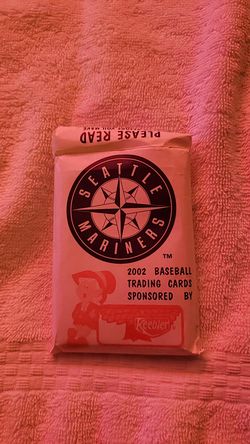 PLEASE READ
SEATTLE
MARINERS
TM
2002 BASEBALL
TRADING CARDS
SPONSORED BY
Keebler